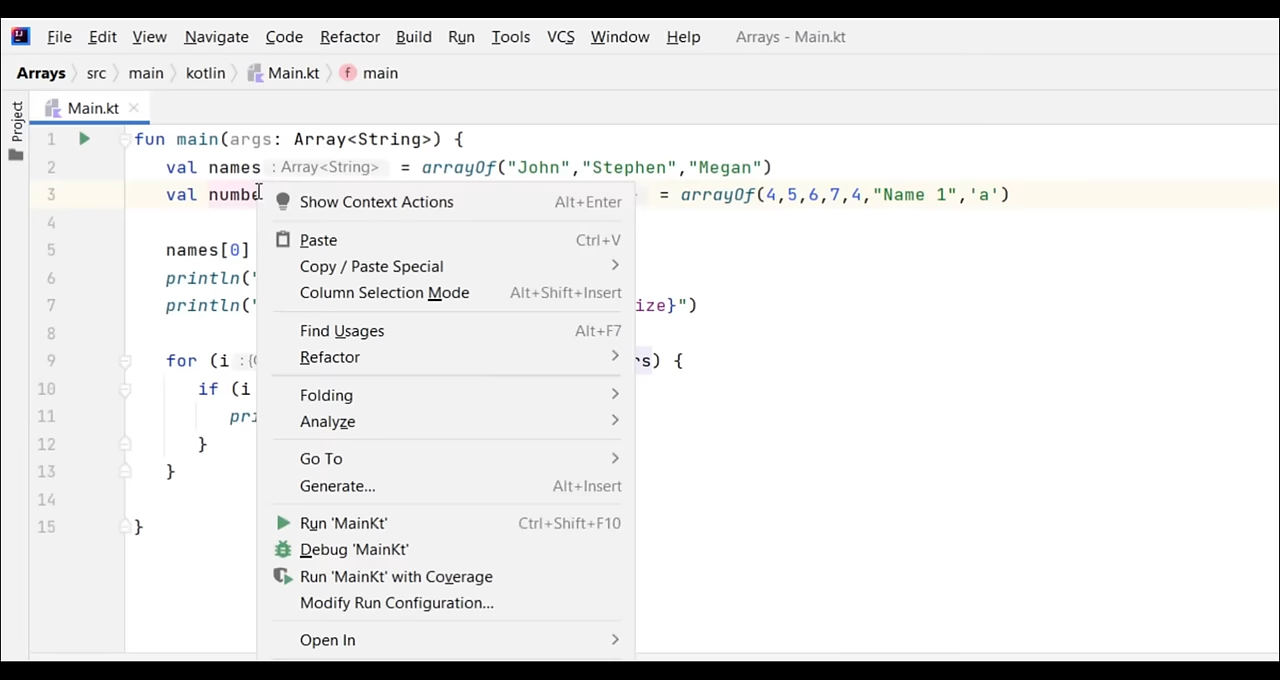 File Edit View Navigate Code Refactor Build Run Tools VCS Window Help Arrays - Main.kt
Arrays src main kotlin Main.kt f main
Project
Main.kt
1 fun main(args: Array<String>) {
2 val names : Array<String> = arrayOf("John","Stephen","Megan")
3 val numbe = arrayOf(4,5,6,7,4,"Name 1",'a')
4
5 names[0]
6 println("
7 println(" ize}")
8
9 for (i : rs) {
10 if (i
11 pri
12 }
13 }
14
15 }
Show Context Actions Alt+Enter
Paste Ctrl+V
Copy / Paste Special
Column Selection Mode Alt+Shift+Insert
Find Usages Alt+F7
Refactor
Folding
Analyze
Go To
Generate... Alt+Insert
Run 'MainKt' Ctrl+Shift+F10
Debug 'MainKt'
Run 'MainKt' with Coverage
Modify Run Configuration...
Open In